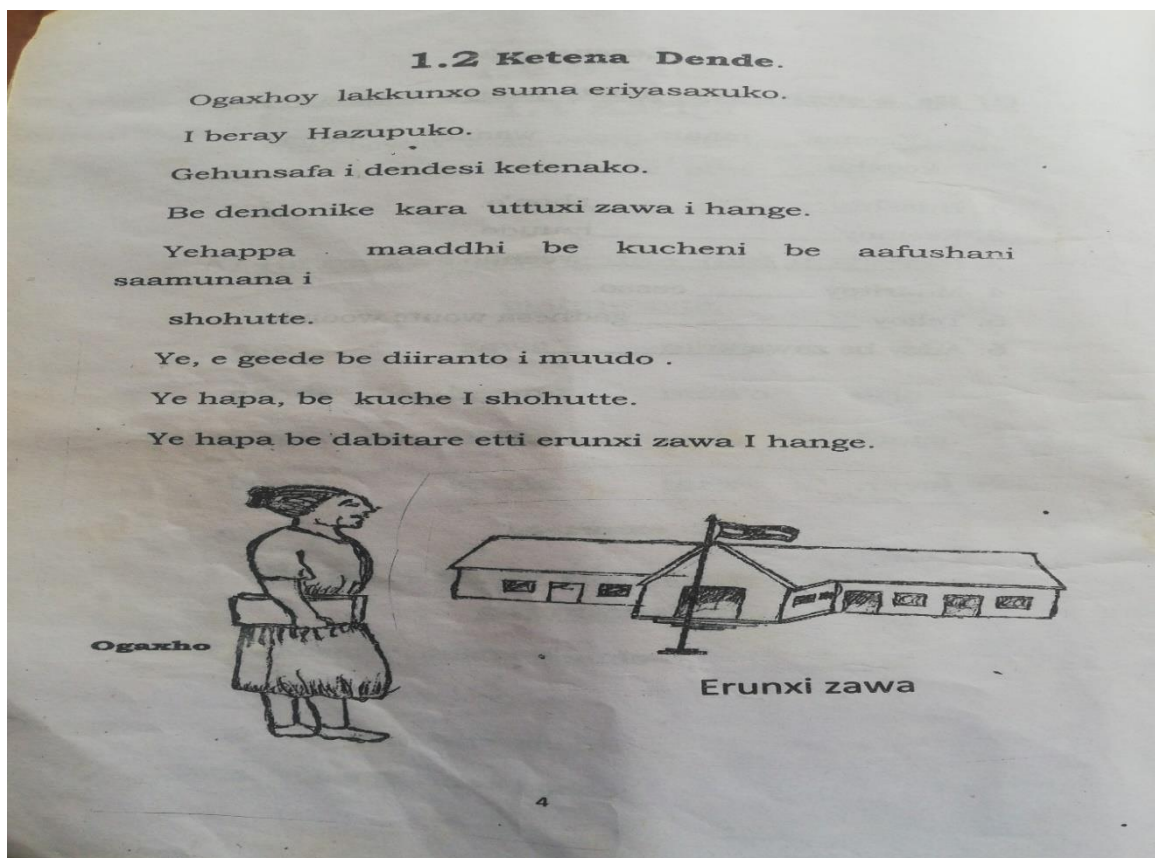 1.2 Ketena Dende.
Ogaxhoy lakkunxo suma eriyasaxuko.
I beray Hazupuko.
Gehunsafa i dendesi ketenako.
Be dendonike kara uttuxi zawa i hange.
Yehappa maaddhi be kucheni be aafushani
saamunana i
shohutte.
Ye, e geede be diiranto i muudo .
Ye hapa, be kuche I shohutte.
Ye hapa be dabitare etti erunxi zawa I hange.
Ogaxho
Erunxi zawa
4